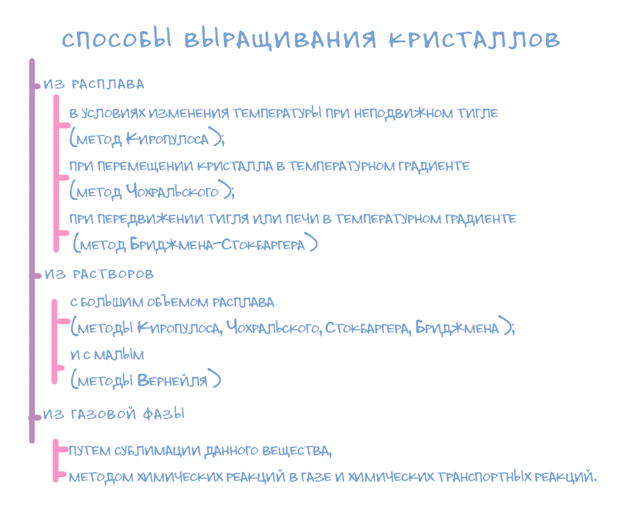 способы выращивания кристаллов
из расплава
в условиях изменения температуры при неподвижном тигле
(метод Киропулоса);
при перемещении кристалла в температурном градиенте
(метод Чохральского);
при передвижении тигля или печи в температурном градиенте
(метод Бриджмена-Стокбаргера)
из растворов
с большим объемом расплава
(методы Киропулоса, Чохральского, Стокбаргера, Бриджмена);
и с малым
(методы Вернейля)
из газовой фазы
путем сублимации данного вещества,
методом химических реакций в газе и химических транспортных реакций.